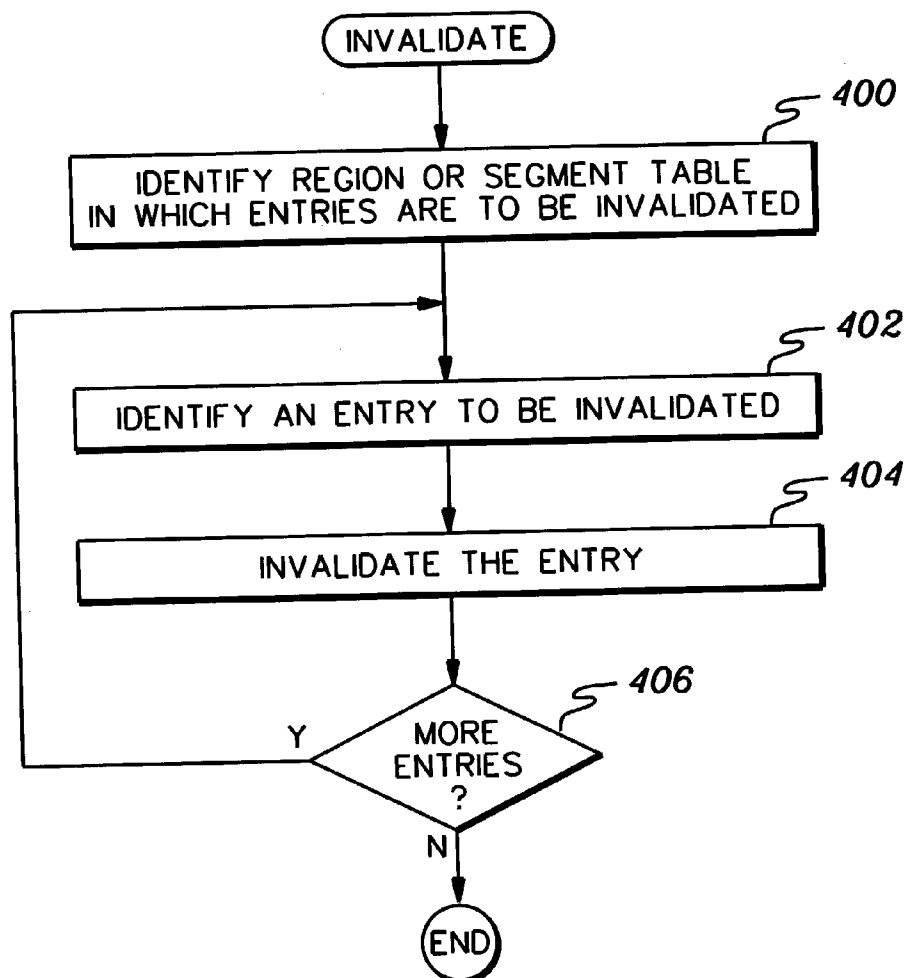 INVALIDATE
400
IDENTIFY REGION OR SEGMENT TABLE
IN WHICH ENTRIES ARE TO BE INVALIDATED
402
IDENTIFY AN ENTRY TO BE INVALIDATED
404
INVALIDATE THE ENTRY
406
MORE
ENTRIES
?
Y
N
END